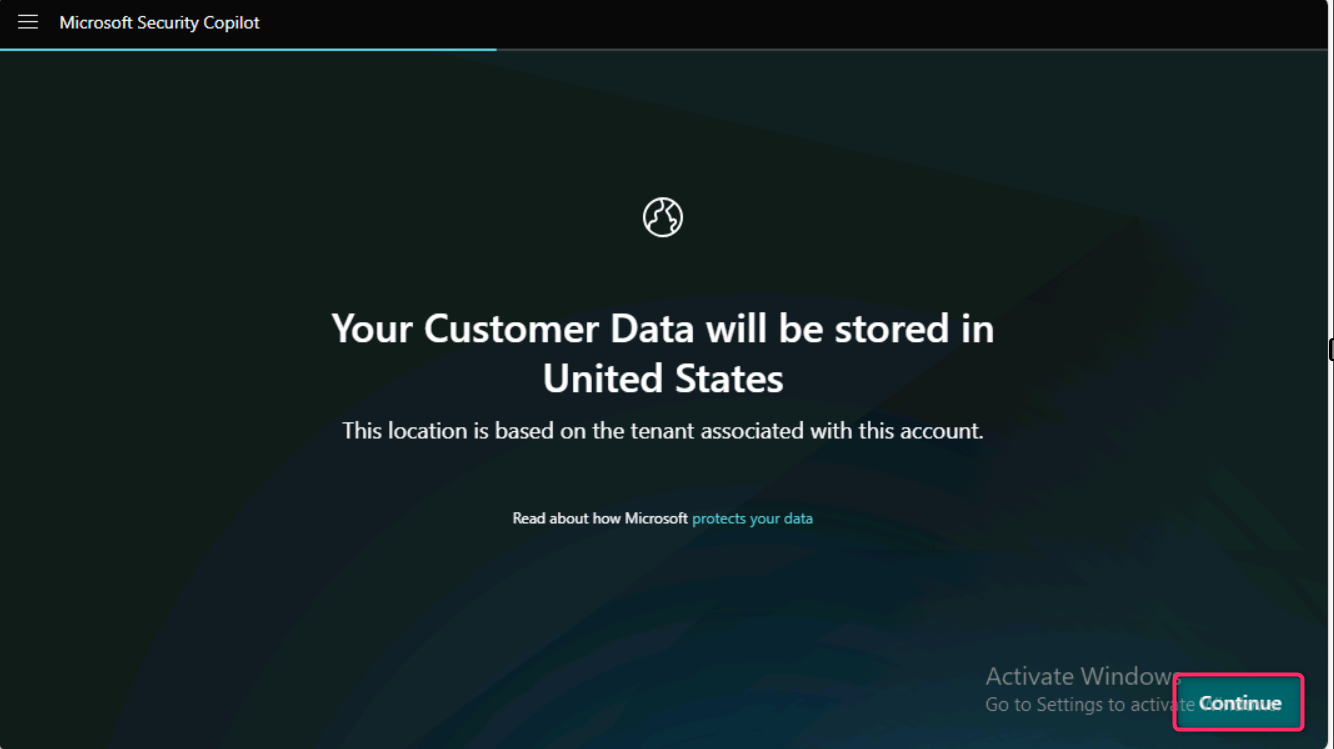 Microsoft Security Copilot
Your Customer Data will be stored in
United States
This location is based on the tenant associated with this account.
Read about how Microsoft protects your data
Activate Windows
Go to Settings to activate
Continue